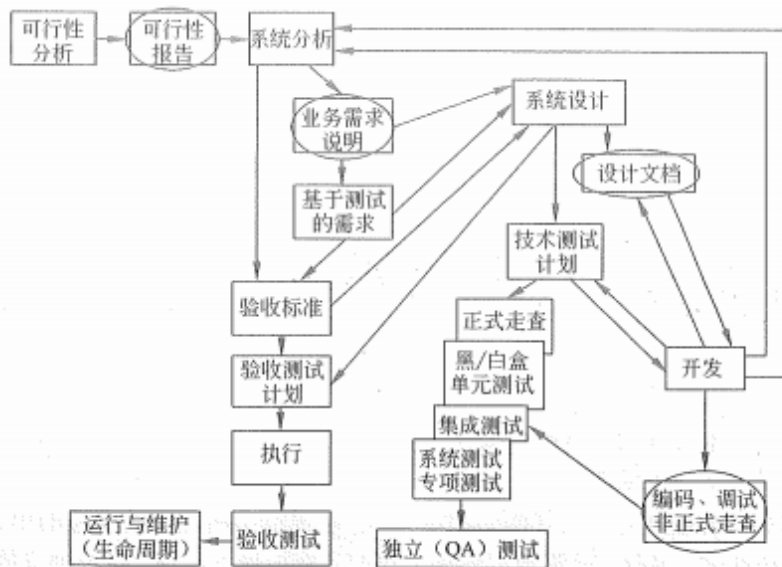 可行性
分析
可行性
报告
系统分析
业务需求
说明
系统设计
设计文档
基于测试
的需求
技术测试
计划
验收标准
正式走查
验收测试
计划
黑/白盒
单元测试
开发
集成测试
执行
系统测试
专项测试
编码、调试
非正式走查
运行与维护
(生命周期)
验收测试
独立(QA)测试